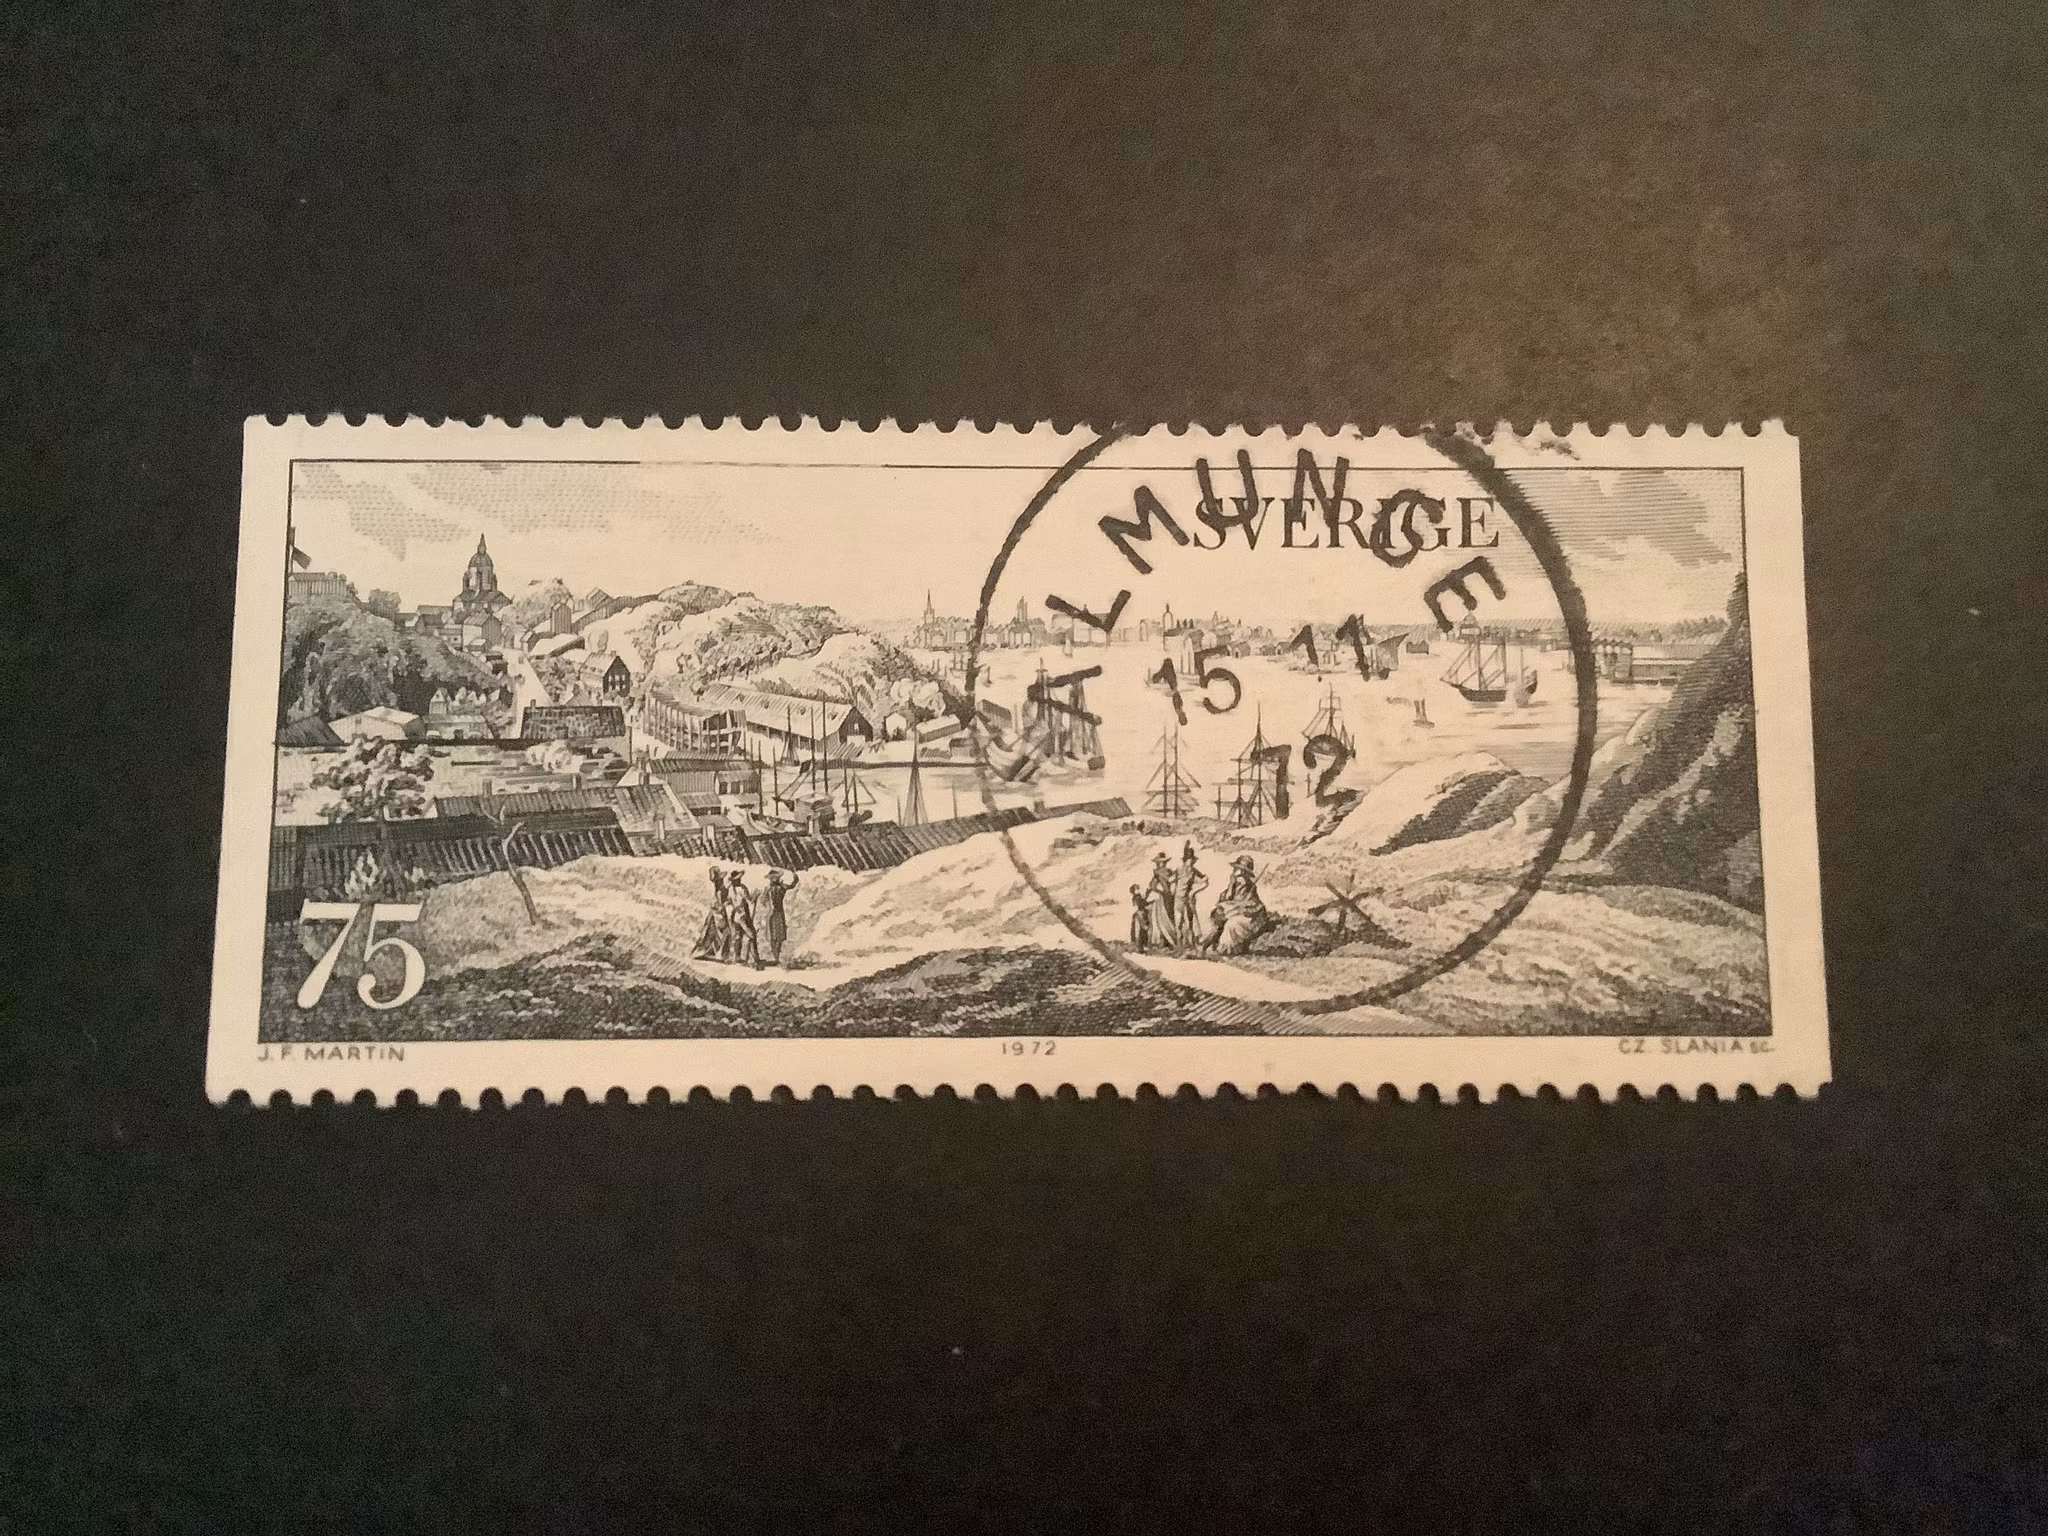 ALMUNGE
SVERIGE
15 11
72
75
J. F. MARTIN
1972
CZ. SLANIA SC.